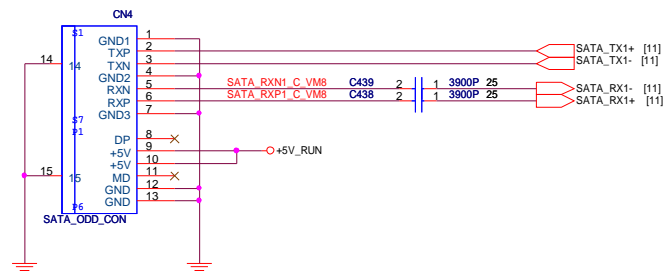 CN4
S1
GND1 1
TXP 2 SATA_TX1+ [11]
14 14 TXN 3 SATA_TX1- [11]
GND2 4
RXN 5 SATA_RXN1_C_VM8 C439 2 1 3900P 25 SATA_RX1- [11]
RXP 6 SATA_RXP1_C_VM8 C438 2 1 3900P 25 SATA_RX1+ [11]
S7 GND3 7
P1
DP 8
+5V 9 +5V_RUN
+5V 10
15 15 MD 11
GND 12
GND 13
P6
SATA_ODD_CON